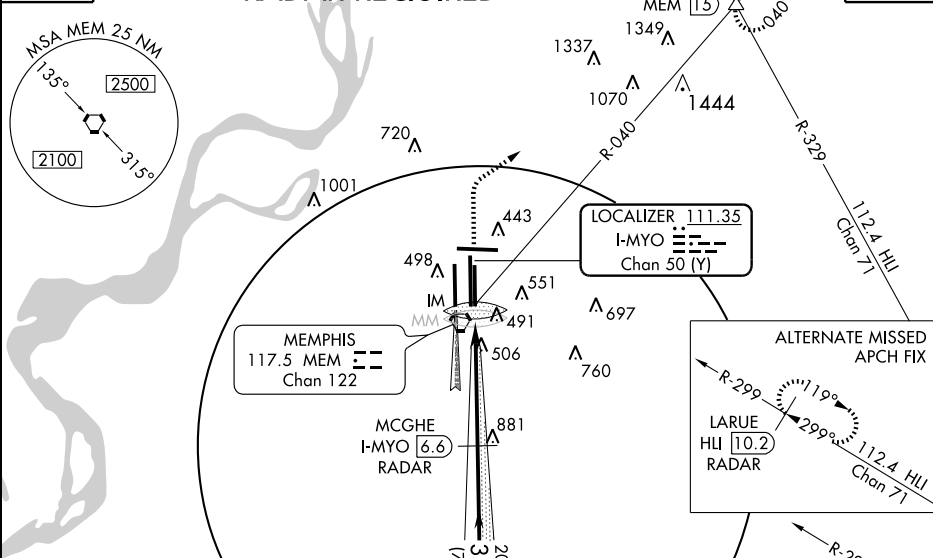 MEM 15
040
MSA MEM 25 NM
135°
2500
2100
315°
1337
1349
1070
1444
720
1001
R-040
R-329
112.4 HLI
Chan 71
443
LOCALIZER 111.35
I-MYO
Chan 50 (Y)
498
551
IM
MM
491
697
506
760
MEMPHIS
117.5 MEM
Chan 122
MCGHE
I-MYO 6.6
RADAR
881
ALTERNATE MISSED
APCH FIX
R-299
119°
299°
LARUE
HLI 10.2
RADAR
112.4 HLI
Chan 71